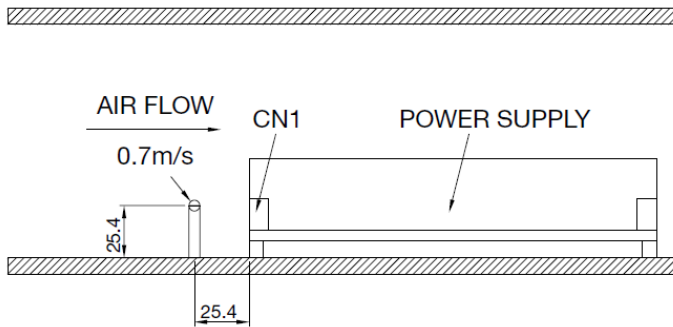 AIR FLOW
CN1
POWER SUPPLY
0.7m/s
25.4
25.4